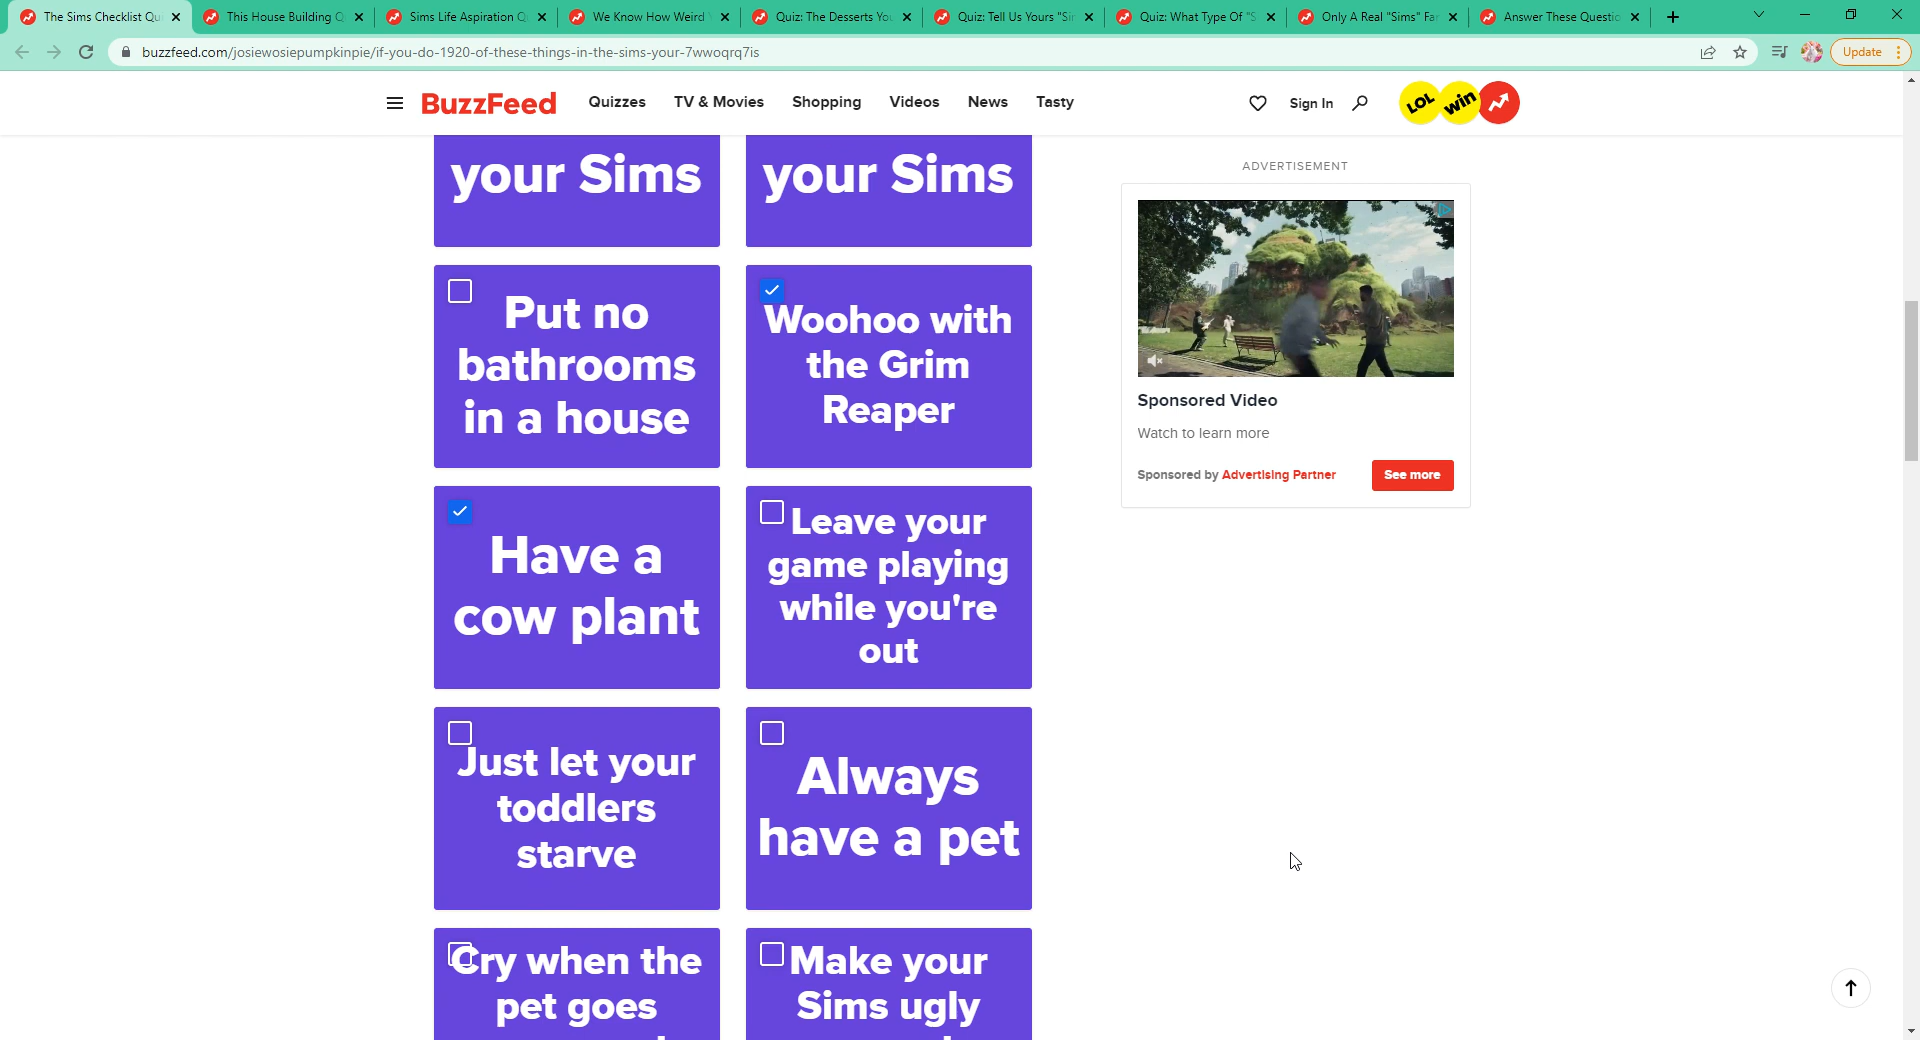 The Sims Checklist Qu
This House Building Q
Sims Life Aspiration Q
We Know How Weird
Quiz: The Desserts You
Quiz: Tell Us Yours "Sir
Quiz: What Type Of "S
Only A Real "Sims" Far
Answer These Questio
buzzfeed.com/josiewosiepumpkinpie/if-you-do-1920-of-these-things-in-the-sims-your-7wwoqrq7is
Update
BuzzFeed
Quizzes
TV & Movies
Shopping
Videos
News
Tasty
Sign In
LOL
win
your Sims
your Sims
ADVERTISEMENT
Put no
bathrooms
in a house
Woohoo with
the Grim
Reaper
Sponsored Video
Watch to learn more
Sponsored by Advertising Partner
See more
Have a
cow plant
Leave your
game playing
while you're
out
Just let your
toddlers
starve
Always
have a pet
Cry when the
pet goes
Make your
Sims ugly